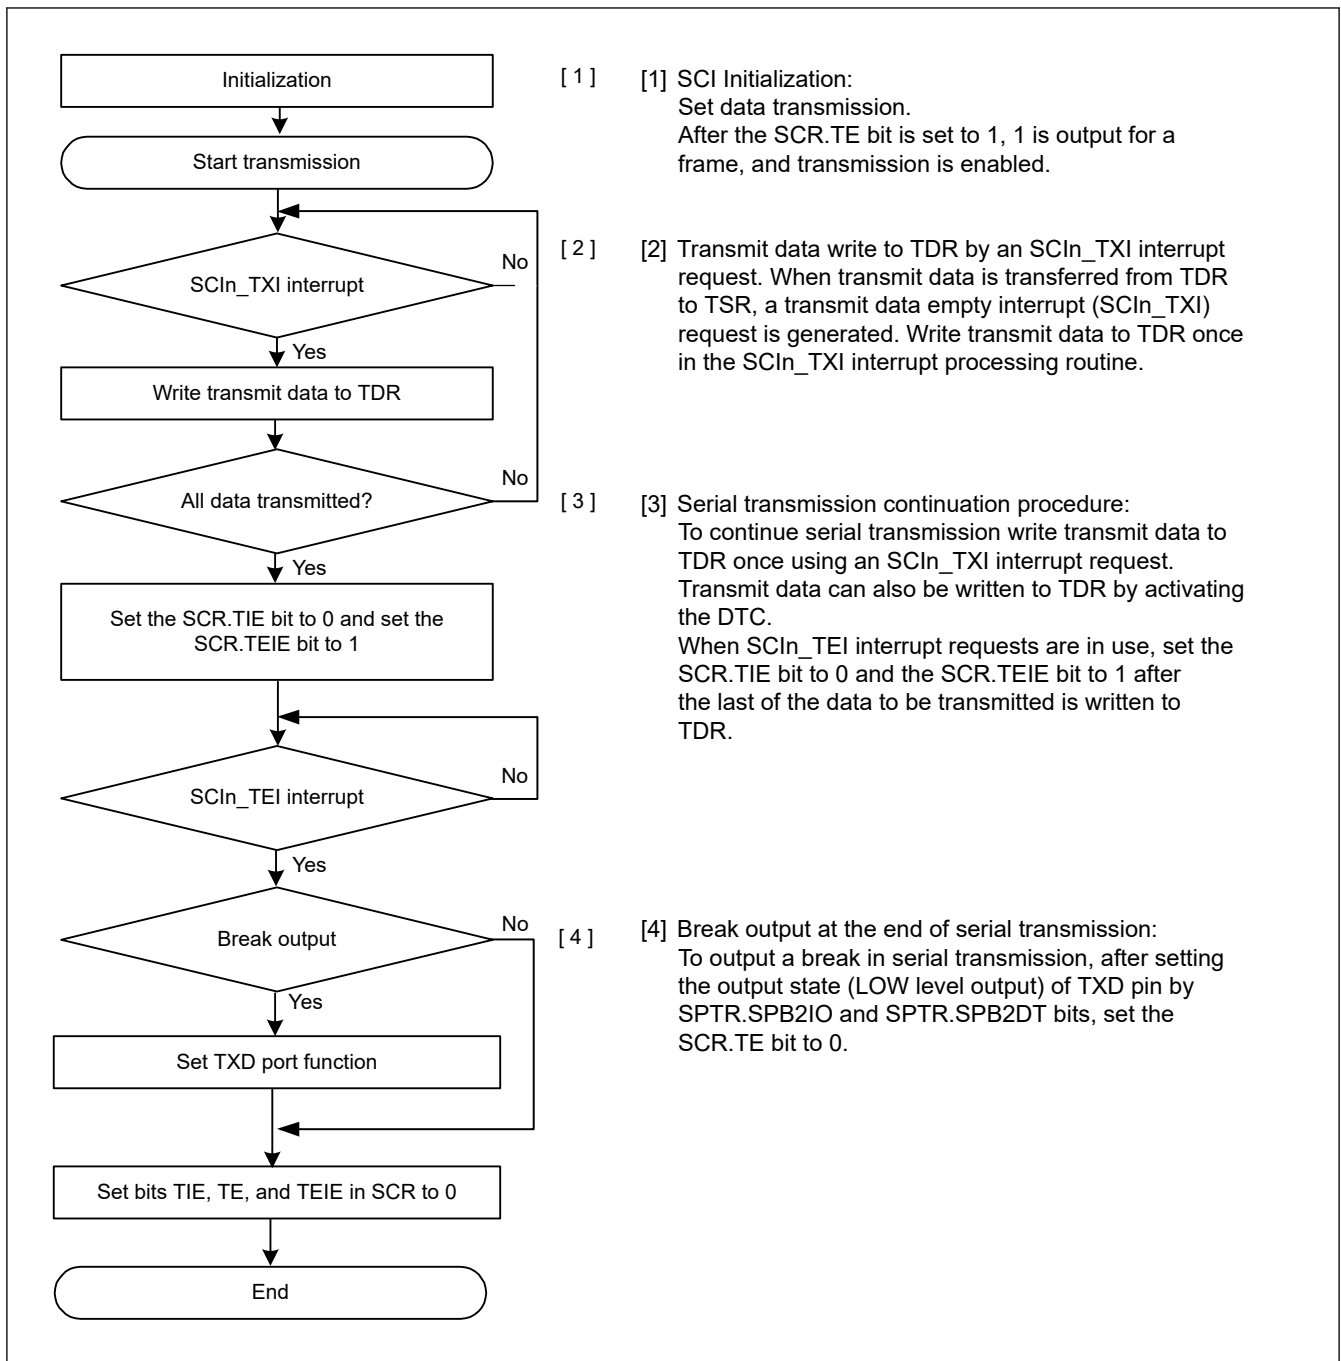 Initialization
[ 1 ]
[1] SCI Initialization:
Set data transmission.
After the SCR.TE bit is set to 1, 1 is output for a
frame, and transmission is enabled.
Start transmission
SCIn_TXI interrupt
No
Yes
[ 2 ]
[2] Transmit data write to TDR by an SCIn_TXI interrupt
request. When transmit data is transferred from TDR
to TSR, a transmit data empty interrupt (SCIn_TXI)
request is generated. Write transmit data to TDR once
in the SCIn_TXI interrupt processing routine.
Write transmit data to TDR
All data transmitted?
No
Yes
[ 3 ]
[3] Serial transmission continuation procedure:
To continue serial transmission write transmit data to
TDR once using an SCIn_TXI interrupt request.
Transmit data can also be written to TDR by activating
the DTC.
When SCIn_TEI interrupt requests are in use, set the
SCR.TIE bit to 0 and the SCR.TEIE bit to 1 after
the last of the data to be transmitted is written to
TDR.
Set the SCR.TIE bit to 0 and set the
SCR.TEIE bit to 1
SCIn_TEI interrupt
No
Yes
Break output
No
Yes
[ 4 ]
[4] Break output at the end of serial transmission:
To output a break in serial transmission, after setting
the output state (LOW level output) of TXD pin by
SPTR.SPB2IO and SPTR.SPB2DT bits, set the
SCR.TE bit to 0.
Set TXD port function
Set bits TIE, TE, and TEIE in SCR to 0
End